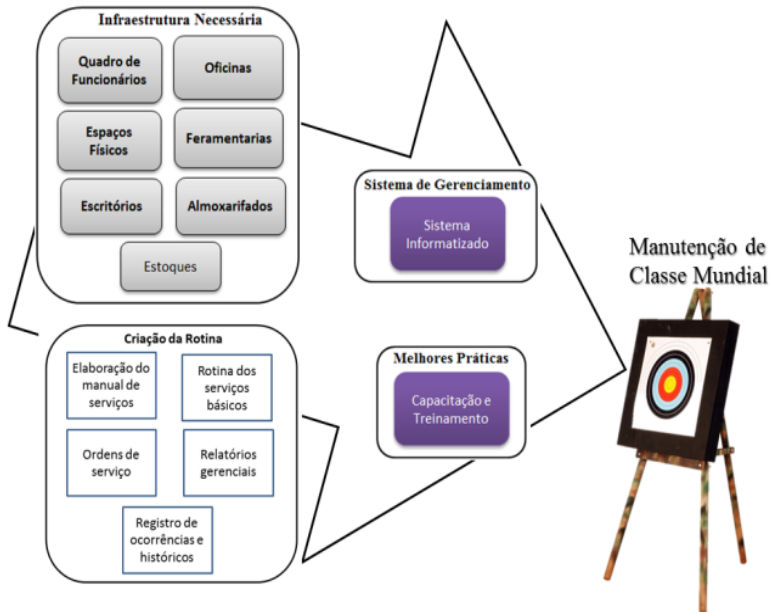 Infraestrutura Necessária
Quadro de
Funcionários
Oficinas
Espaços
Físicos
Feramentarias
Escritórios
Almoxarifados
Estoques
Sistema de Gerenciamento
Sistema
Informatizado
Manutenção de
Classe Mundial
Criação da Rotina
Elaboração do
manual de
serviços
Rotina dos
serviços
básicos
Ordens de
serviço
Relatórios
gerenciais
Registro de
ocorrências e
históricos
Melhores Práticas
Capacitação e
Treinamento